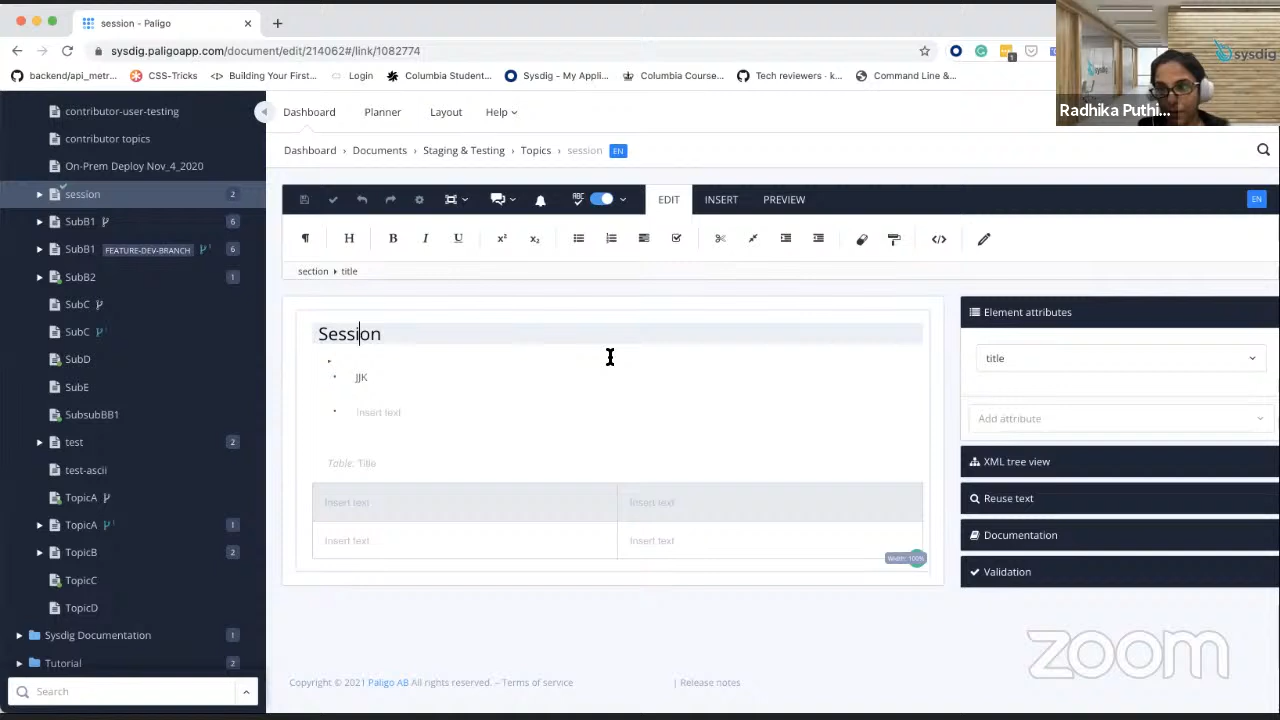 session - Paligo
sysdig.paligoapp.com/document/edit/214062#/link/1082774
backend/api_metr...
CSS-Tricks
Building Your First...
Login
Columbia Student...
Sysdig - My Appli...
Columbia Course...
Tech reviewers - k...
Command Line &...
sysdig
Radhika Puthi...
contributor-user-testing
contributor topics
On-Prem Deploy Nov_4_2020
session 2
SubB1 6
SubB1 FEATURE-DEV-BRANCH 6
SubB2 1
SubC
SubC
SubD
SubE
SubsubBB1
test 2
test-ascii
TopicA
TopicA 1
TopicB 2
TopicC
TopicD
Sysdig Documentation 1
Tutorial 2
Search
Dashboard Planner Layout Help
Dashboard › Documents › Staging & Testing › Topics › session EN
ABC EDIT INSERT PREVIEW EN
¶ H B I U x² x₂
section title
Session
JJK
Insert text
Table: Title
Insert text Insert text
Insert text Insert text
Width: 100%
Element attributes
title
Add attribute
XML tree view
Reuse text
Documentation
Validation
zoom
Copyright © 2021 Paligo AB All rights reserved. – Terms of service | Release notes